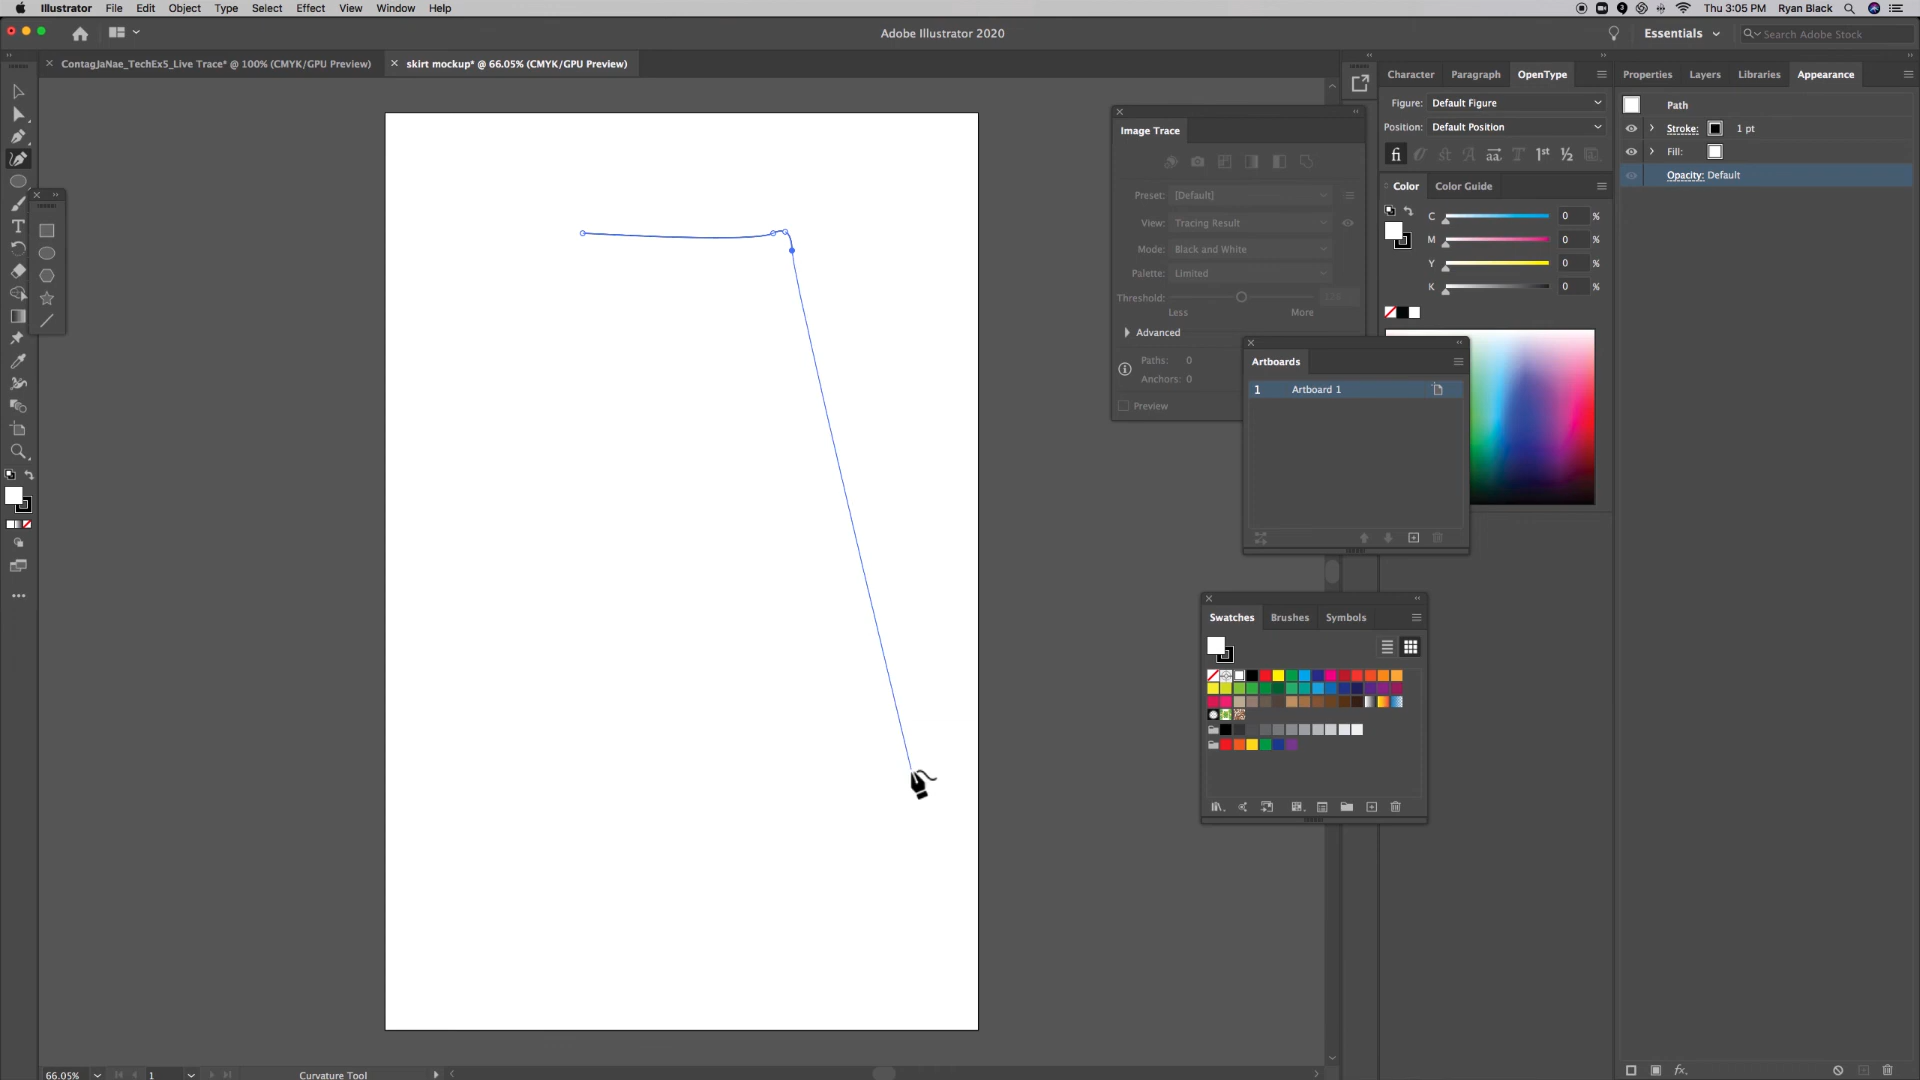 Illustrator File Edit Object Type Select Effect View Window Help
Thu 3:05 PM Ryan Black
Adobe Illustrator 2020
Essentials
Search Adobe Stock
ContagJaNae_TechEx5_Live Trace* @ 100% (CMYK/GPU Preview)
skirt mockup* @ 66.05% (CMYK/GPU Preview)
Character Paragraph OpenType
Figure: Default Figure
Position: Default Position
Properties Layers Libraries Appearance
Path
Stroke: 1 pt
Fill:
Opacity: Default
Image Trace
Preset: [Default]
View: Tracing Result
Mode: Black and White
Palette: Limited
Threshold:
Less More
Advanced
Paths: 0
Anchors: 0
Preview
Color Color Guide
C 0 %
M 0 %
Y 0 %
K 0 %
Artboards
1 Artboard 1
Swatches Brushes Symbols
66.05% 1 Curvature Tool